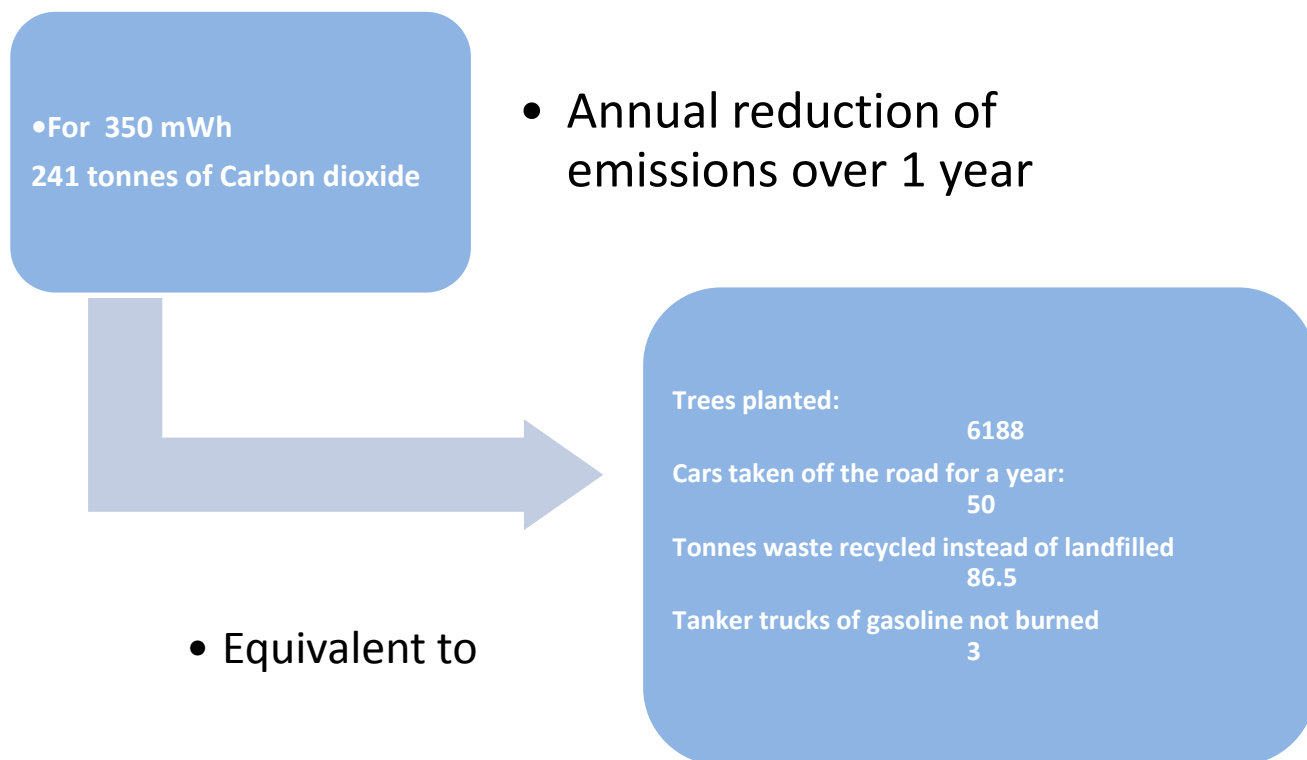 •For 350 mWh
241 tonnes of Carbon dioxide
• Annual reduction of
emissions over 1 year
Trees planted:
6188
Cars taken off the road for a year:
50
Tonnes waste recycled instead of landfilled
86.5
Tanker trucks of gasoline not burned
3
• Equivalent to